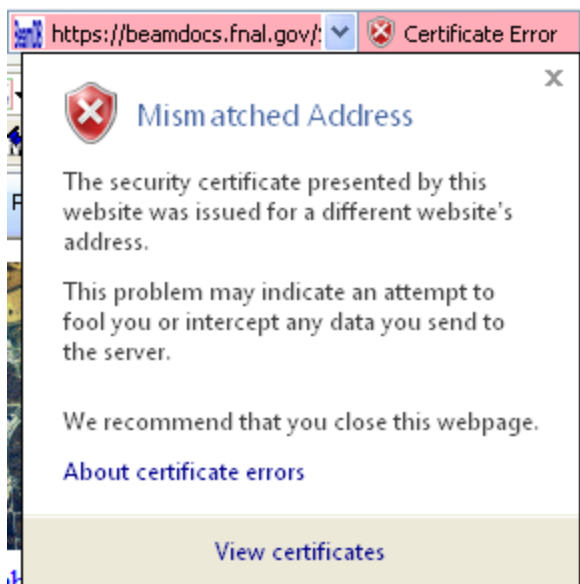 https://beamdocs.fnal.gov/ Certificate Error
Mismatched Address
The security certificate presented by this
website was issued for a different website's
address.
This problem may indicate an attempt to
fool you or intercept any data you send to
the server.
We recommend that you close this webpage.
About certificate errors
View certificates